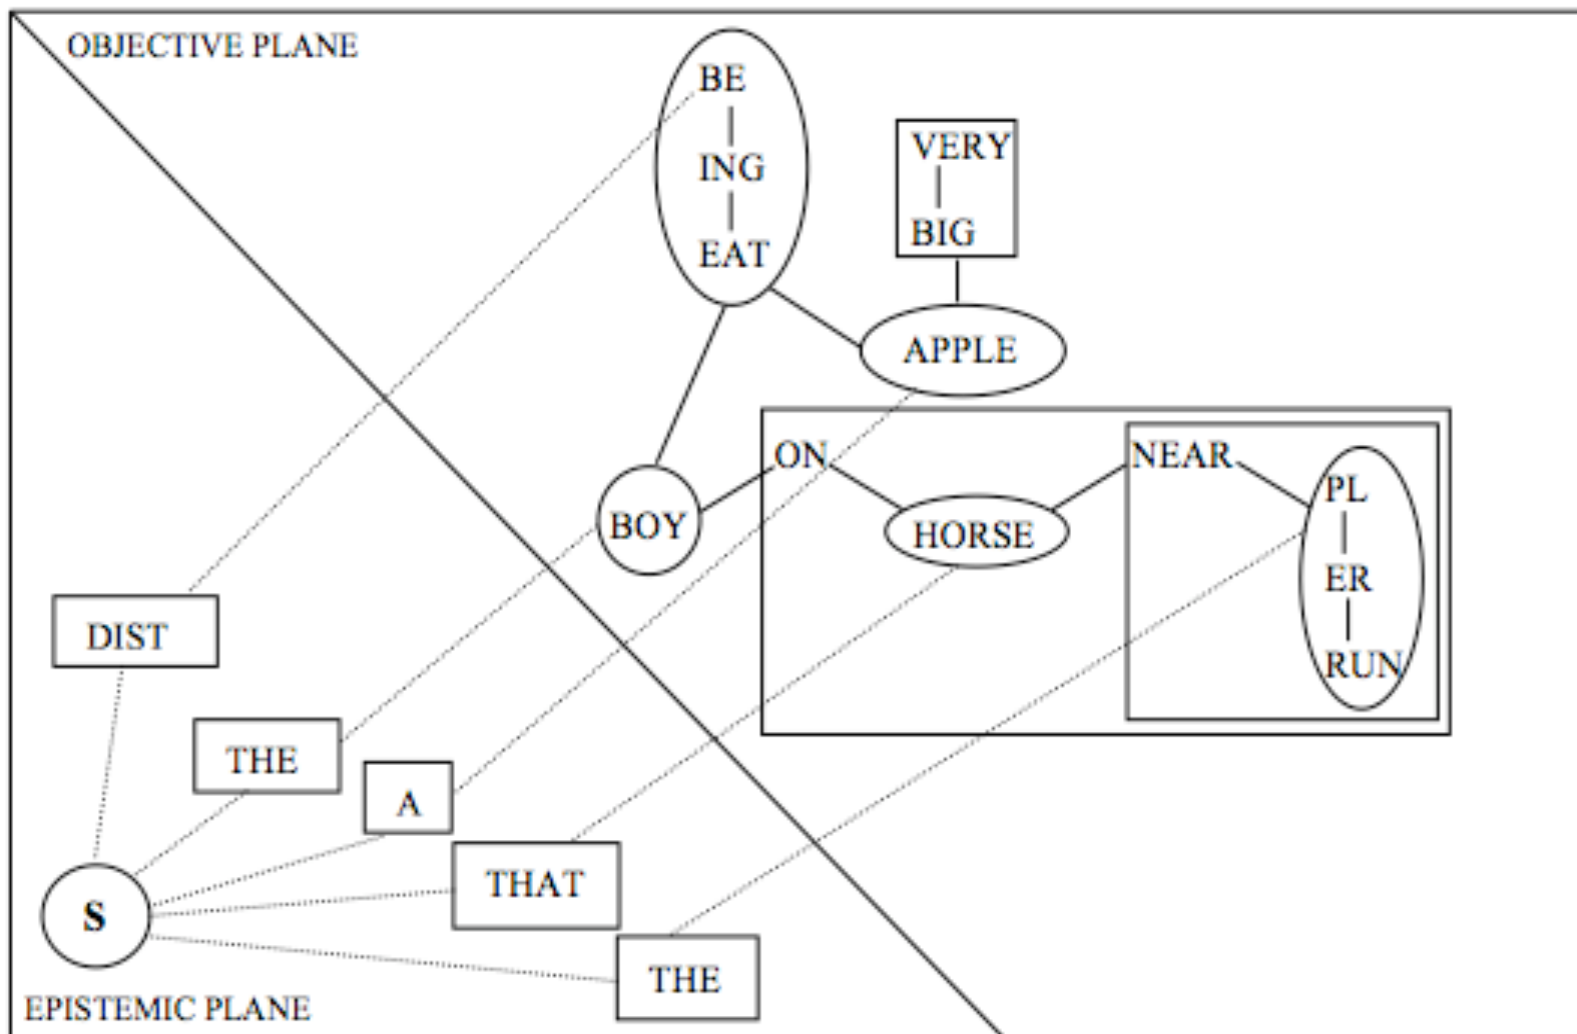 OBJECTIVE PLANE
BE
ING
EAT
VERY
BIG
APPLE
ON
NEAR
BOY
HORSE
PL
ER
RUN
DIST
THE
A
THAT
S
THE
EPISTEMIC PLANE